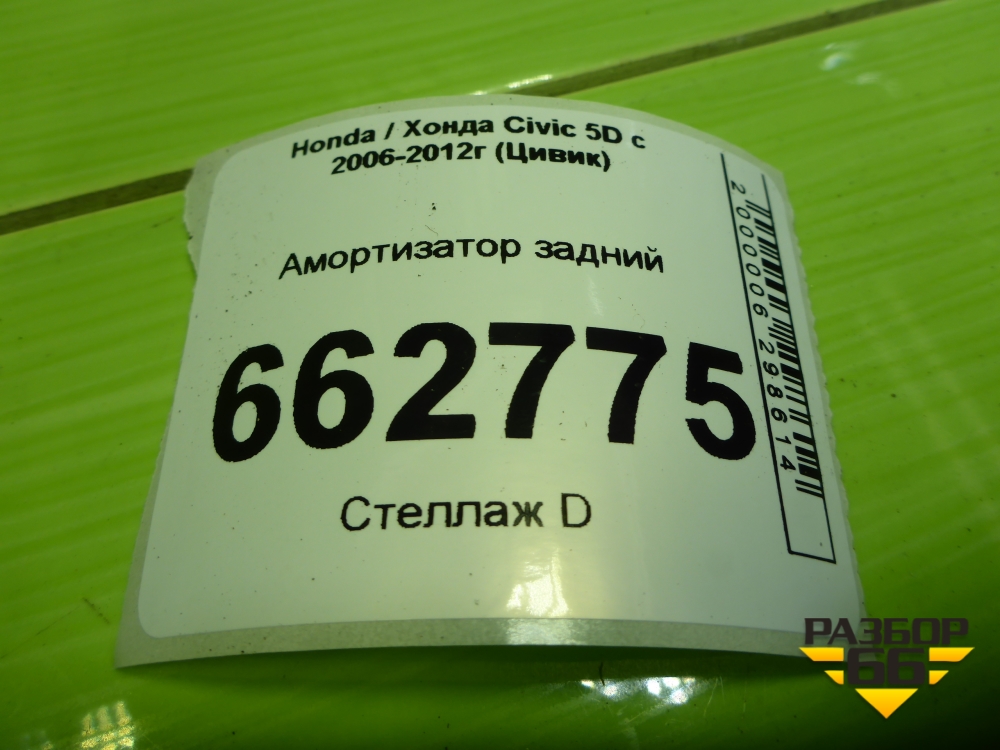 Honda / Хонда Civic 5D с
2006-2012г (Цивик)
Амортизатор задний
662775
Стеллаж D
2000006298614
РАЗБОР
66